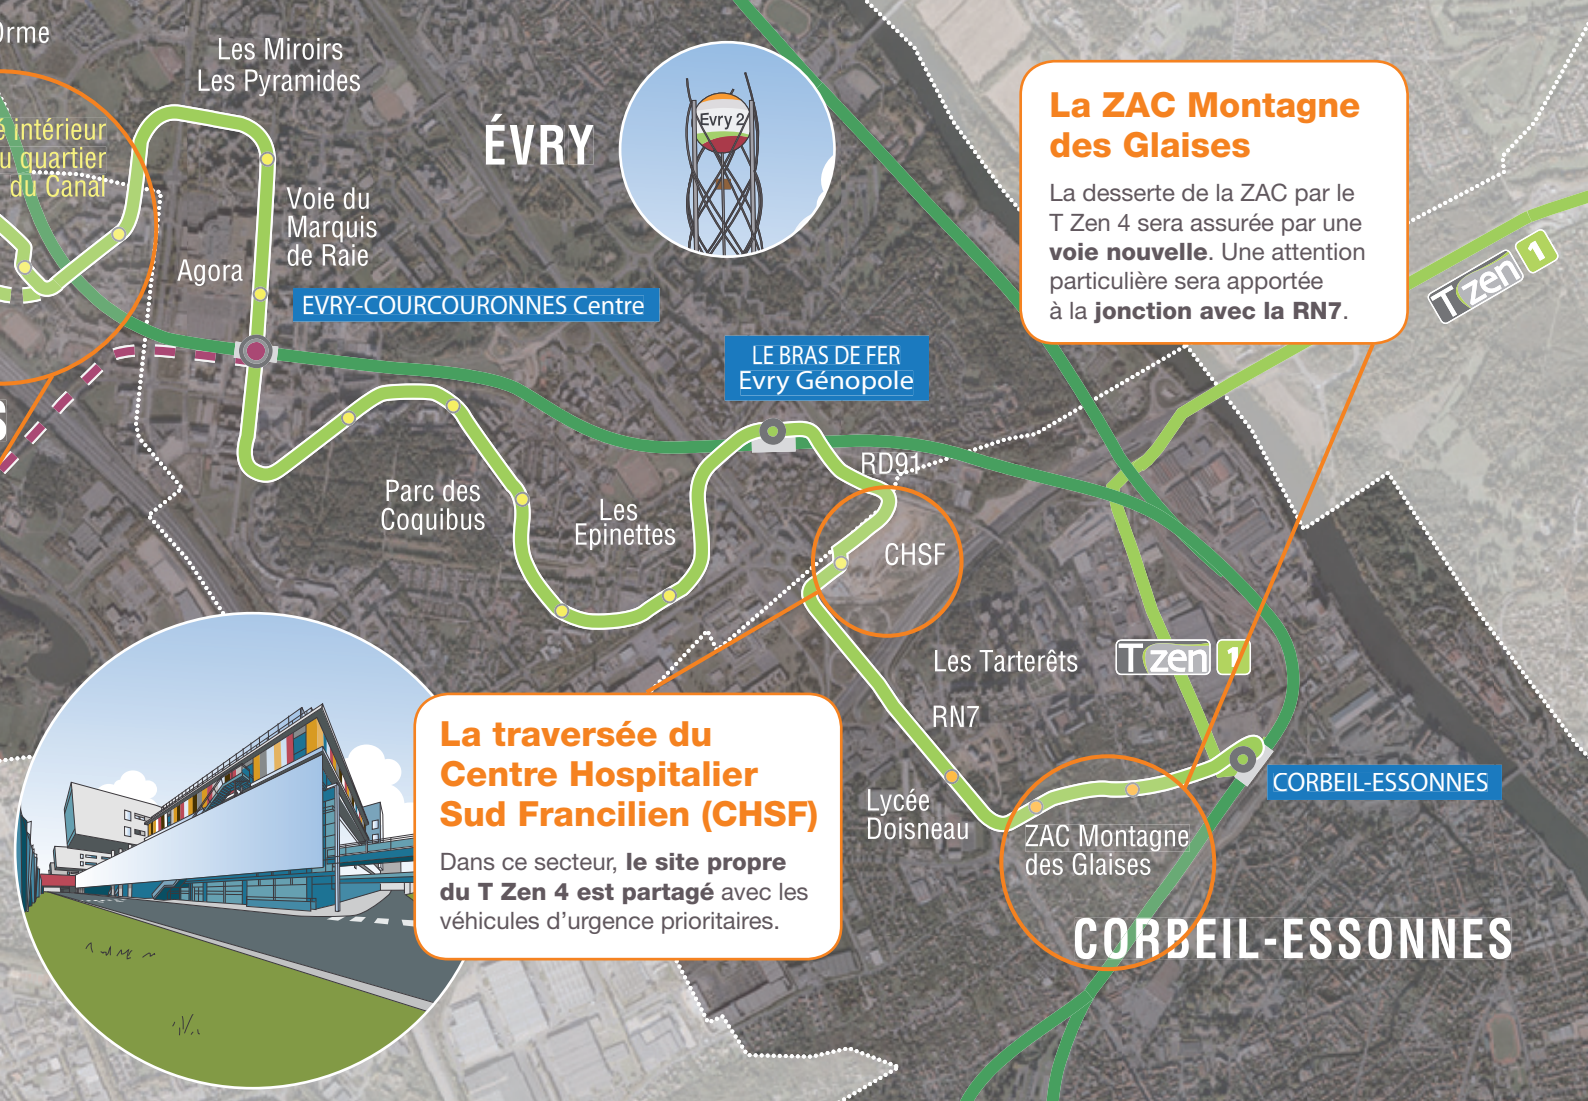 Orme
Les Miroirs
Les Pyramides
intérieur
quartier
du Canal
Voie du
Marquis
de Raie
Agora
EVRY-COURCOURONNES Centre
ÉVRY
Evry 2
La ZAC Montagne
des Glaises
La desserte de la ZAC par le
T Zen 4 sera assurée par une
voie nouvelle. Une attention
particulière sera apportée
à la jonction avec la RN7.
T zen 1
LE BRAS DE FER
Evry Génopole
RD91
Parc des
Coquibus
Les
Epinettes
CHSF
Les Tarterêts
T zen 1
RN7
La traversée du
Centre Hospitalier
Sud Francilien (CHSF)
Dans ce secteur, le site propre
du T Zen 4 est partagé avec les
véhicules d’urgence prioritaires.
Lycée
Doisneau
ZAC Montagne
des Glaises
CORBEIL-ESSONNES
CORBEIL-ESSONNES